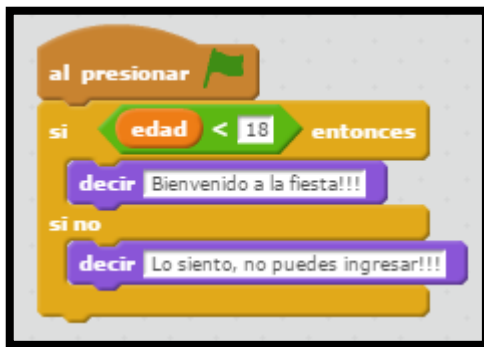 al presionar
si edad < 18 entonces
decir Bienvenido a la fiesta!!!
si no
decir Lo siento, no puedes ingresar!!!